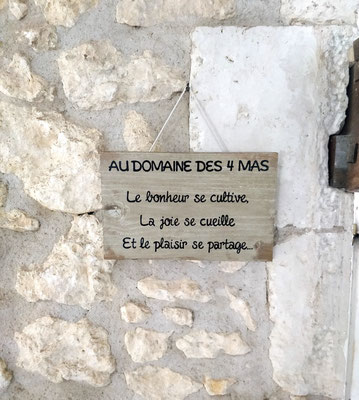 AU DOMAINE DES 4 MAS
Le bonheur se cultive,
La joie se cueille
Et le plaisir se partage...